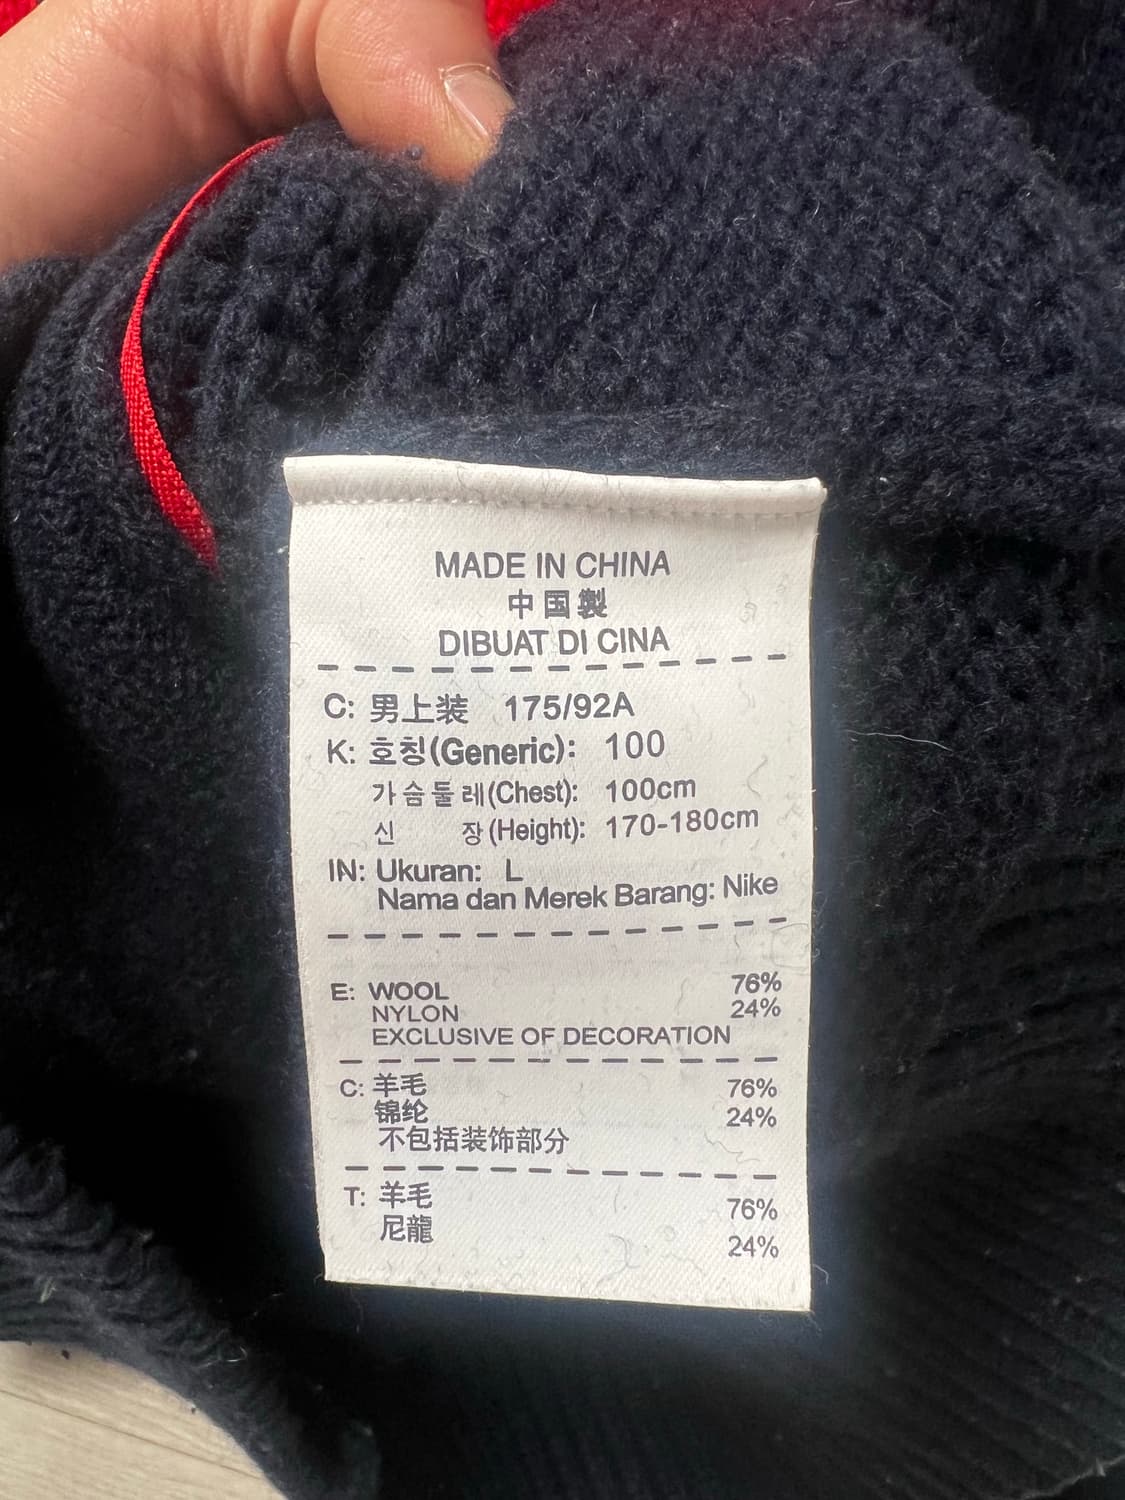 MADE IN CHINA
中国製
DIBUAT DI CINA
C: 男上装 175/92A
K: 호칭(Generic): 100
가슴둘레(Chest): 100cm
신 장(Height): 170-180cm
IN: Ukuran: L
Nama dan Merek Barang: Nike
E: WOOL 76%
NYLON 24%
EXCLUSIVE OF DECORATION
C: 羊毛 76%
锦纶 24%
不包括装饰部分
T: 羊毛 76%
尼龍 24%